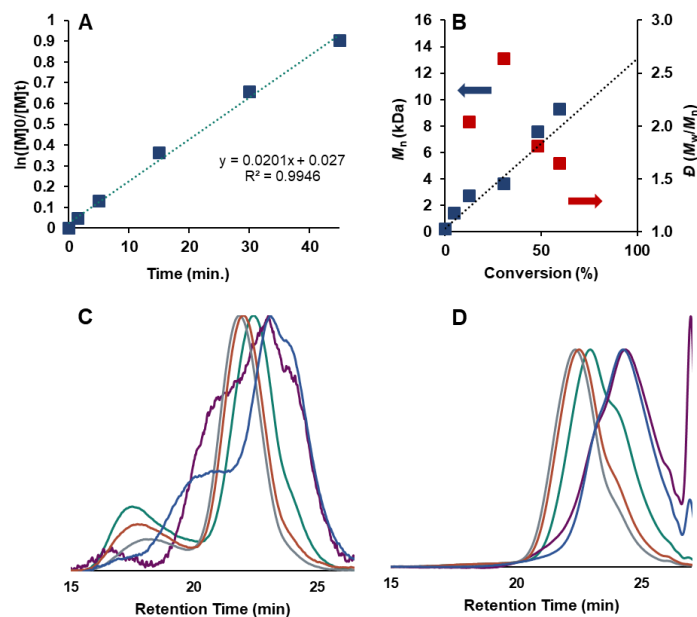 A
ln([M]0/[M]t)
1
0.9
0.8
0.7
0.6
0.5
0.4
0.3
0.2
0.1
0
y = 0.0201x + 0.027
R² = 0.9946
0 10 20 30 40
Time (min.)
B
Mn (kDa)
16
14
12
10
8
6
4
2
0
3.0
2.5
2.0
1.5
1.0
Đ (Mw/Mn)
0 50 100
Conversion (%)
C
15 20 25
Retention Time (min)
D
15 20 25
Retention Time (min)